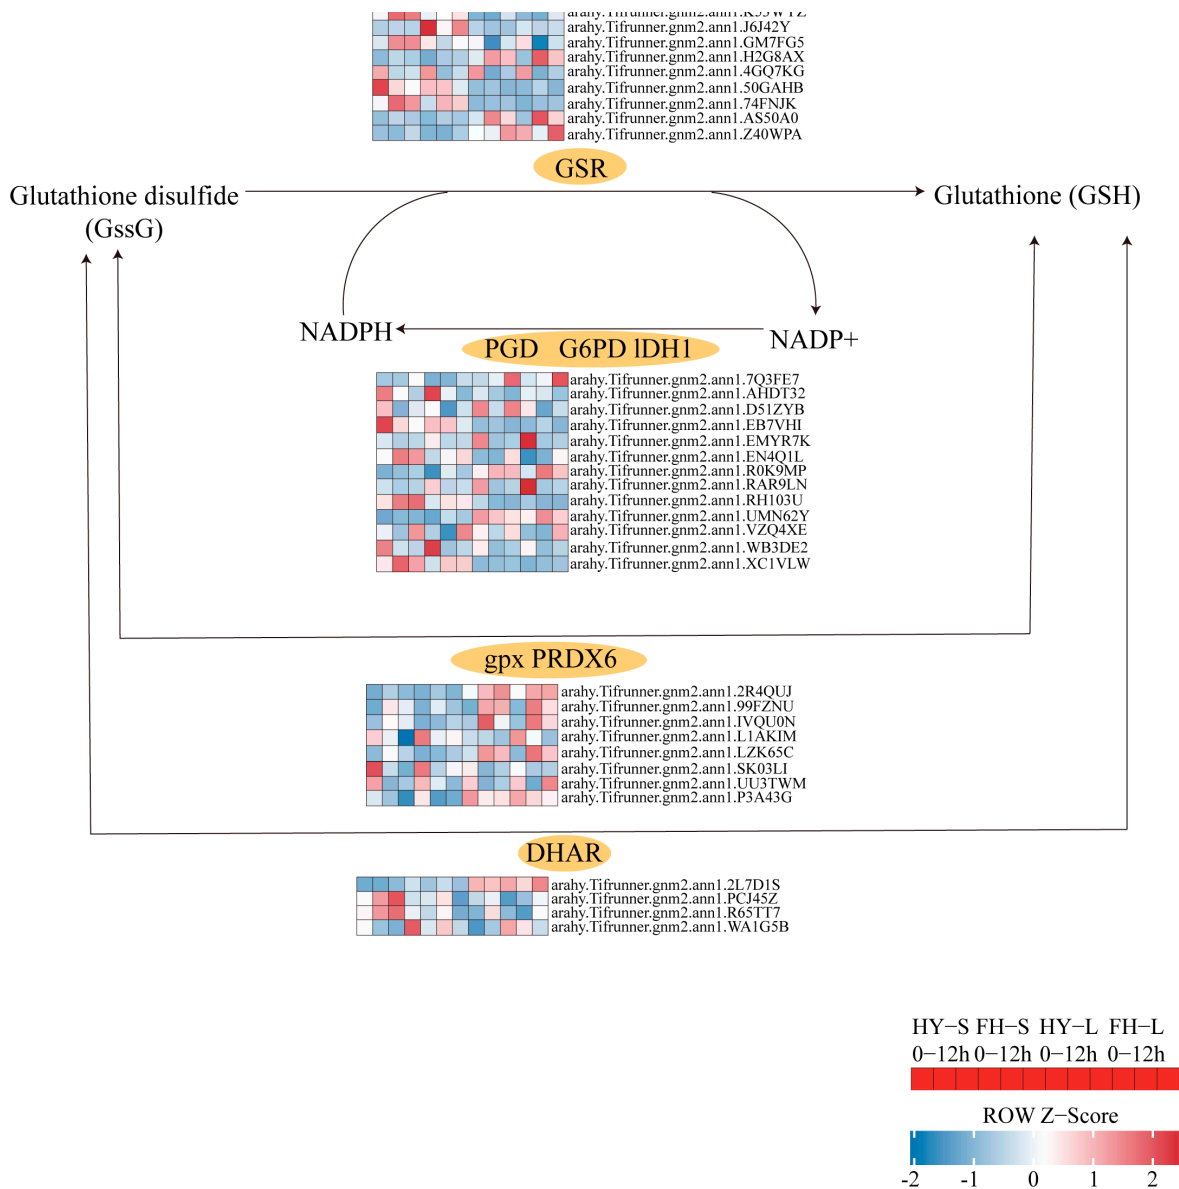 arahy.Tifrunner.gnm2.ann1.K53WTZ
arahy.Tifrunner.gnm2.ann1.J6J42Y
arahy.Tifrunner.gnm2.ann1.GM7FG5
arahy.Tifrunner.gnm2.ann1.H2G8AX
arahy.Tifrunner.gnm2.ann1.4GQ7KG
arahy.Tifrunner.gnm2.ann1.50GAHB
arahy.Tifrunner.gnm2.ann1.74FNJK
arahy.Tifrunner.gnm2.ann1.AS50A0
arahy.Tifrunner.gnm2.ann1.Z40WPA
GSR
Glutathione disulfide
(GssG)
Glutathione (GSH)
NADPH
NADP+
PGD G6PD lDH1
arahy.Tifrunner.gnm2.ann1.7Q3FE7
arahy.Tifrunner.gnm2.ann1.AHDT32
arahy.Tifrunner.gnm2.ann1.D51ZYB
arahy.Tifrunner.gnm2.ann1.EB7VHI
arahy.Tifrunner.gnm2.ann1.EMYR7K
arahy.Tifrunner.gnm2.ann1.EN4Q1L
arahy.Tifrunner.gnm2.ann1.R0K9MP
arahy.Tifrunner.gnm2.ann1.RAR9LN
arahy.Tifrunner.gnm2.ann1.RH103U
arahy.Tifrunner.gnm2.ann1.UMN62Y
arahy.Tifrunner.gnm2.ann1.VZQ4XE
arahy.Tifrunner.gnm2.ann1.WB3DE2
arahy.Tifrunner.gnm2.ann1.XC1VLW
gpx PRDX6
arahy.Tifrunner.gnm2.ann1.2R4QUJ
arahy.Tifrunner.gnm2.ann1.99FZNU
arahy.Tifrunner.gnm2.ann1.IVQU0N
arahy.Tifrunner.gnm2.ann1.L1AKIM
arahy.Tifrunner.gnm2.ann1.LZK65C
arahy.Tifrunner.gnm2.ann1.SK03LI
arahy.Tifrunner.gnm2.ann1.UU3TWM
arahy.Tifrunner.gnm2.ann1.P3A43G
DHAR
arahy.Tifrunner.gnm2.ann1.2L7D1S
arahy.Tifrunner.gnm2.ann1.PCJ45Z
arahy.Tifrunner.gnm2.ann1.R65TT7
arahy.Tifrunner.gnm2.ann1.WA1G5B
HY−S FH−S HY−L FH−L
0−12h 0−12h 0−12h 0−12h
ROW Z−Score
-2 -1 0 1 2